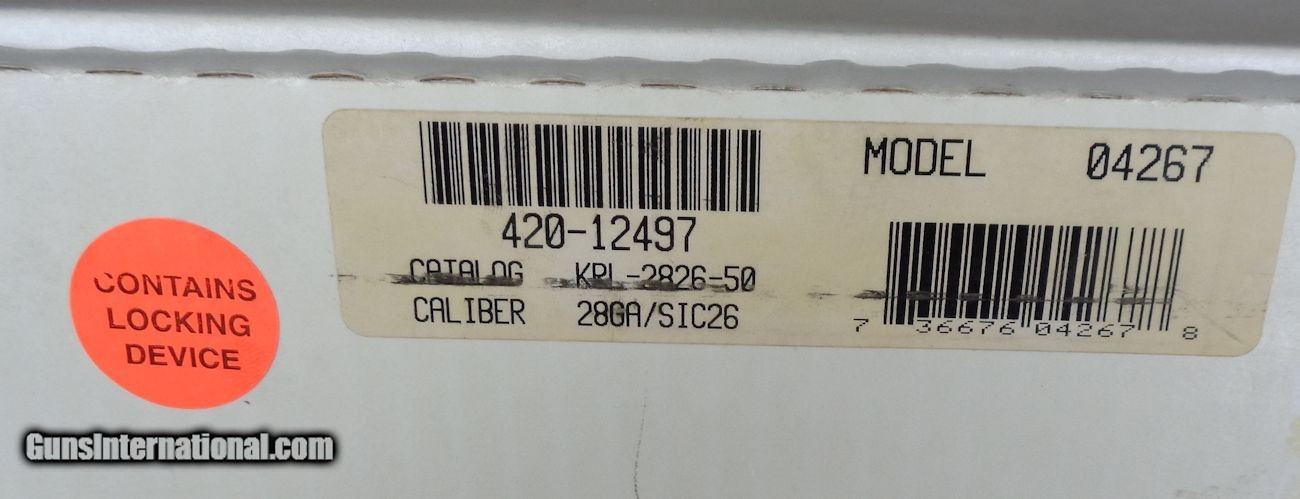 420-12497
CATALOG KRL-2826-50
CALIBER 28GA/SIC26
MODEL 04267
7 36676 04267 8
CONTAINS
LOCKING
DEVICE
GunsInternational.com